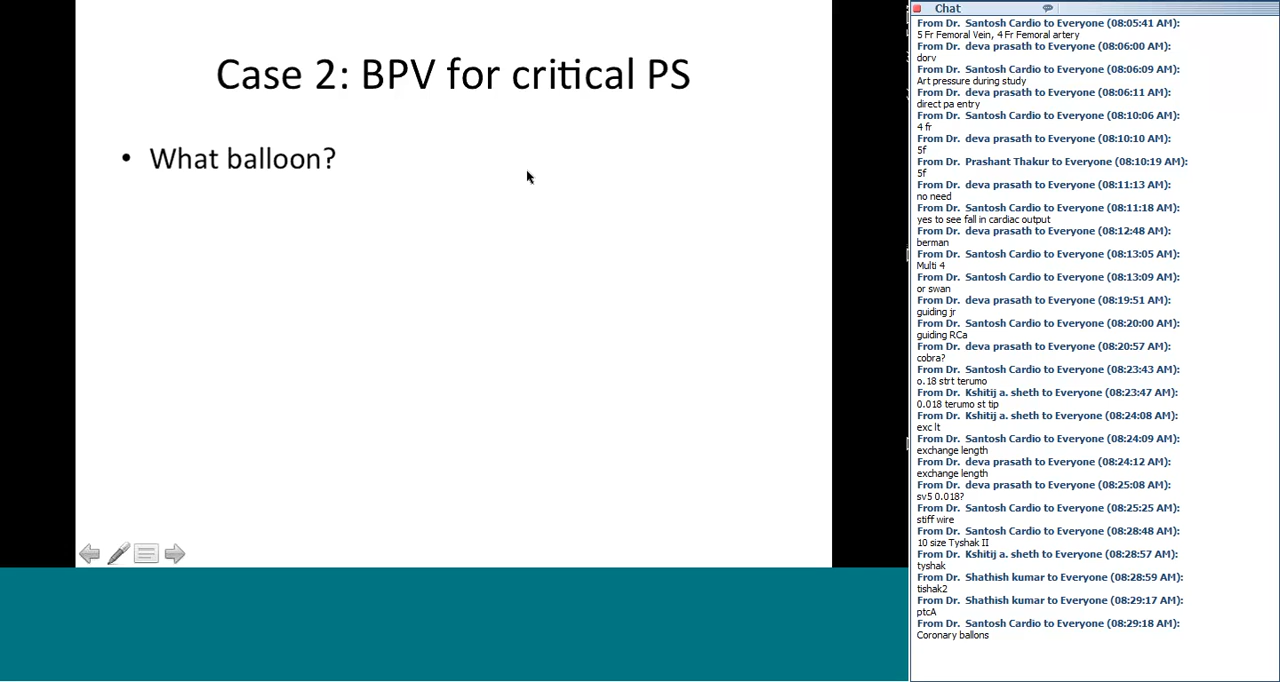 Case 2: BPV for critical PS
• What balloon?
Chat
From Dr. Santosh Cardio to Everyone (08:05:41 AM):
5 Fr Femoral Vein, 4 Fr Femoral artery
From Dr. deva prasath to Everyone (08:06:00 AM):
dorv
From Dr. Santosh Cardio to Everyone (08:06:09 AM):
Art pressure during study
From Dr. deva prasath to Everyone (08:06:11 AM):
direct pa entry
From Dr. Santosh Cardio to Everyone (08:10:06 AM):
4 fr
From Dr. deva prasath to Everyone (08:10:10 AM):
5f
From Dr. Prashant Thakur to Everyone (08:10:19 AM):
5f
From Dr. deva prasath to Everyone (08:11:13 AM):
no need
From Dr. Santosh Cardio to Everyone (08:11:18 AM):
yes to see fall in cardiac output
From Dr. deva prasath to Everyone (08:12:48 AM):
berman
From Dr. Santosh Cardio to Everyone (08:13:05 AM):
Multi 4
From Dr. Santosh Cardio to Everyone (08:13:09 AM):
or swan
From Dr. deva prasath to Everyone (08:19:51 AM):
guiding jr
From Dr. Santosh Cardio to Everyone (08:20:00 AM):
guiding RCa
From Dr. deva prasath to Everyone (08:20:57 AM):
cobra?
From Dr. Santosh Cardio to Everyone (08:23:43 AM):
o.18 strt terumo
From Dr. Kshitij a. sheth to Everyone (08:23:47 AM):
0.018 terumo st tip
From Dr. Kshitij a. sheth to Everyone (08:24:08 AM):
exc lt
From Dr. Santosh Cardio to Everyone (08:24:09 AM):
exchange length
From Dr. deva prasath to Everyone (08:24:12 AM):
exchange length
From Dr. deva prasath to Everyone (08:25:08 AM):
sv5 0.018?
From Dr. Santosh Cardio to Everyone (08:25:25 AM):
stiff wire
From Dr. Santosh Cardio to Everyone (08:28:48 AM):
10 size Tyshak II
From Dr. Kshitij a. sheth to Everyone (08:28:57 AM):
tyshak
From Dr. Shathish kumar to Everyone (08:28:59 AM):
tishak2
From Dr. Shathish kumar to Everyone (08:29:17 AM):
ptcA
From Dr. Santosh Cardio to Everyone (08:29:18 AM):
Coronary ballons